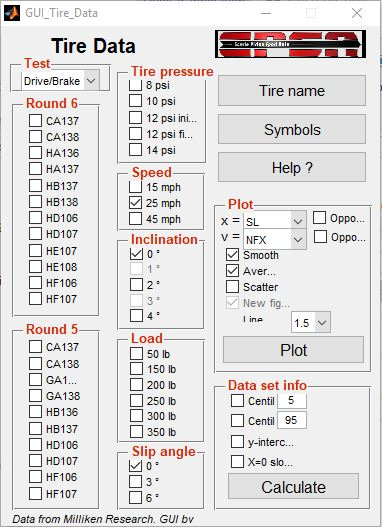 GUI_Tire_Data
Tire Data
Test
Drive/Brake
Round 6
CA137
CA138
HA136
HA137
HB137
HB138
HD106
HD107
HE107
HE108
HF106
HF107
Round 5
CA137
CA138
GA1...
GA138
HB136
HB137
HD106
HD107
HF106
HF107
Tire pressure
8 psi
10 psi
12 psi ini...
12 psi fi...
14 psi
Speed
15 mph
25 mph
45 mph
Inclination
0 °
1 °
2 °
3 °
4 °
Load
50 lb
150 lb
200 lb
250 lb
300 lb
350 lb
Slip angle
0 °
3 °
6 °
Tire name
Symbols
Help ?
Plot
x = SL Oppo...
y = NFX Oppo...
Smooth
Aver...
Scatter
New fig...
Line 1.5
Plot
Data set info
Centil 5
Centil 95
y-interc...
X=0 slo...
Calculate
Data from Milliken Research. GUI by